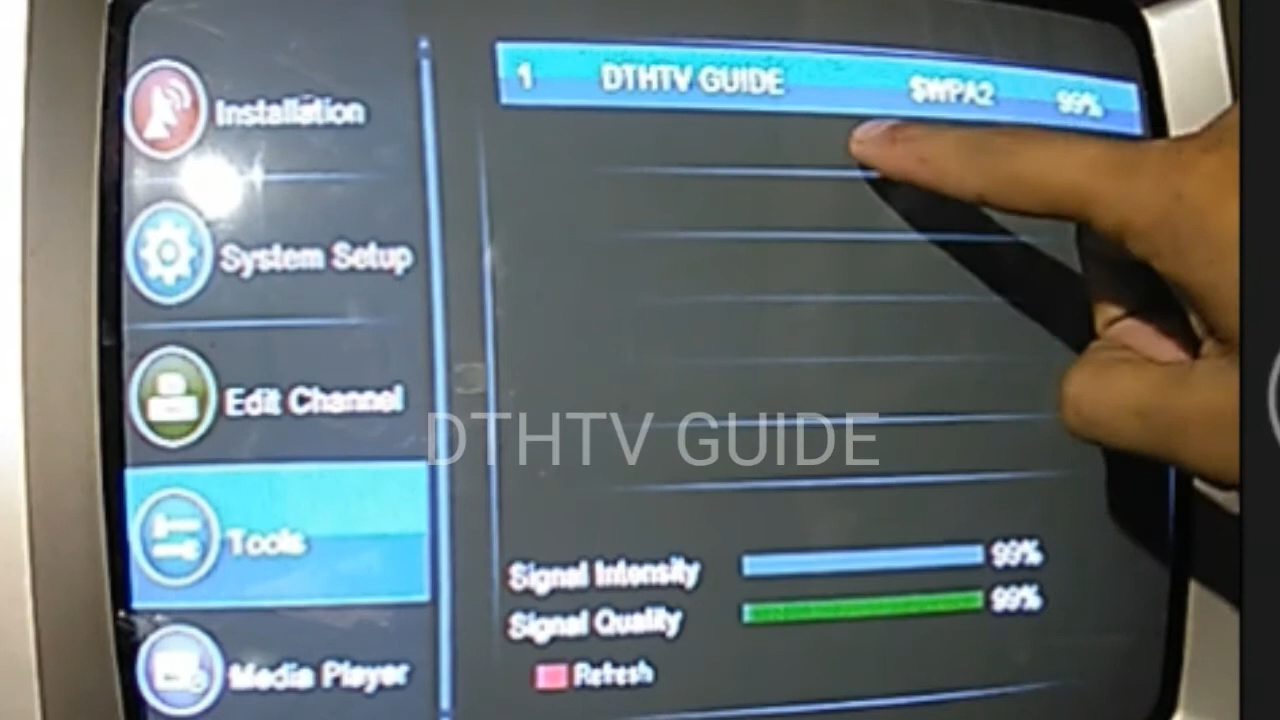 1 DTHTV GUIDE $WPA2 99%
Installation
System Setup
Edit Channel
DTHTV GUIDE
Tools
Signal Intensity 99%
Signal Quality 99%
Refresh
Media Player